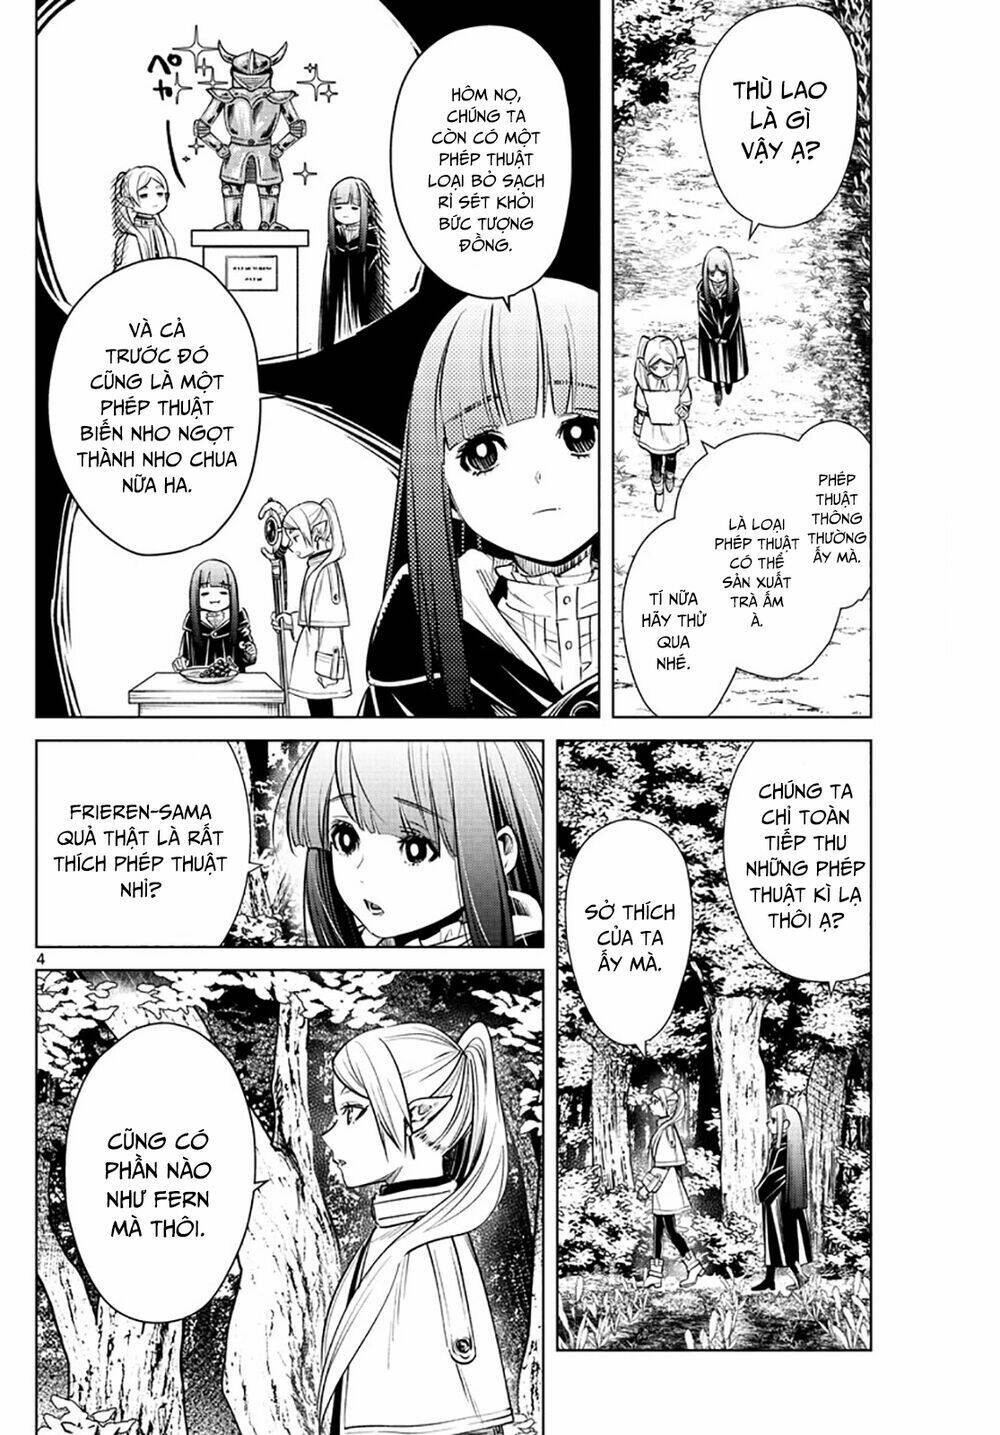 THÙ LAO
LÀ GÌ
VẬY Ạ?
PHÉP
THUẬT
THÔNG
THƯỜNG
ẤY MÀ.
LÀ LOẠI
PHÉP THUẬT
CÓ THỂ
SẢN XUẤT
TRÀ ẤM
À.
TÍ NỮA
HÃY THỬ
QUA
NHÉ.
HÔM NỌ,
CHÚNG TA
CÒN CÓ MỘT
PHÉP THUẬT
LOẠI BỎ SẠCH
RỈ SÉT KHỎI
BỨC TƯỢNG
ĐỒNG.
ペカ
VÀ CẢ
TRƯỚC ĐÓ
CŨNG LÀ MỘT
PHÉP THUẬT
BIẾN NHO NGỌT
THÀNH NHO CHUA
NỮA HA.
CHÚNG TA
CHỈ TOÀN
TIẾP THU
NHỮNG PHÉP
THUẬT KÌ LẠ
THÔI Ạ?
SỞ THÍCH
CỦA TA
ẤY MÀ.
FRIEREN-SAMA
QUẢ THẬT LÀ RẤT
THÍCH PHÉP THUẬT
NHỈ?
4
CŨNG CÓ
PHẦN NÀO
NHƯ FERN
MÀ THÔI.